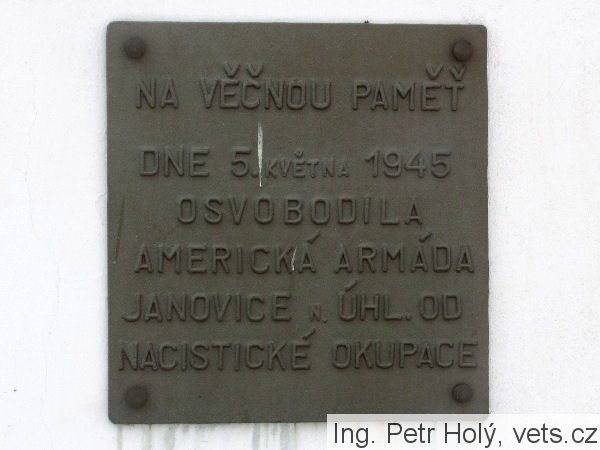 NA VĚČNOU PAMĚŤ
DNE 5. KVĚTNA 1945
OSVOBODILA
AMERICKÁ ARMÁDA
JANOVICE N. ÚHL. OD
NACISTICKÉ OKUPACE
Ing. Petr Holý, vets.cz